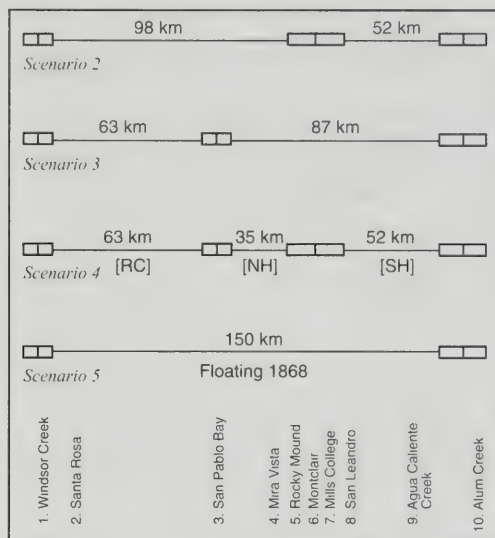 98 km 52 km
Scenario 2
63 km 87 km
Scenario 3
63 km 35 km 52 km
[RC] [NH] [SH]
Scenario 4
150 km
Scenario 5 Floating 1868
1. Windsor Creek
2. Santa Rosa
3. San Pablo Bay
4. Mira Vista
5. Rocky Mound
6. Montclair
7. Mills College
8 San Leandro
9. Agua Caliente
Creek
10. Alum Creek